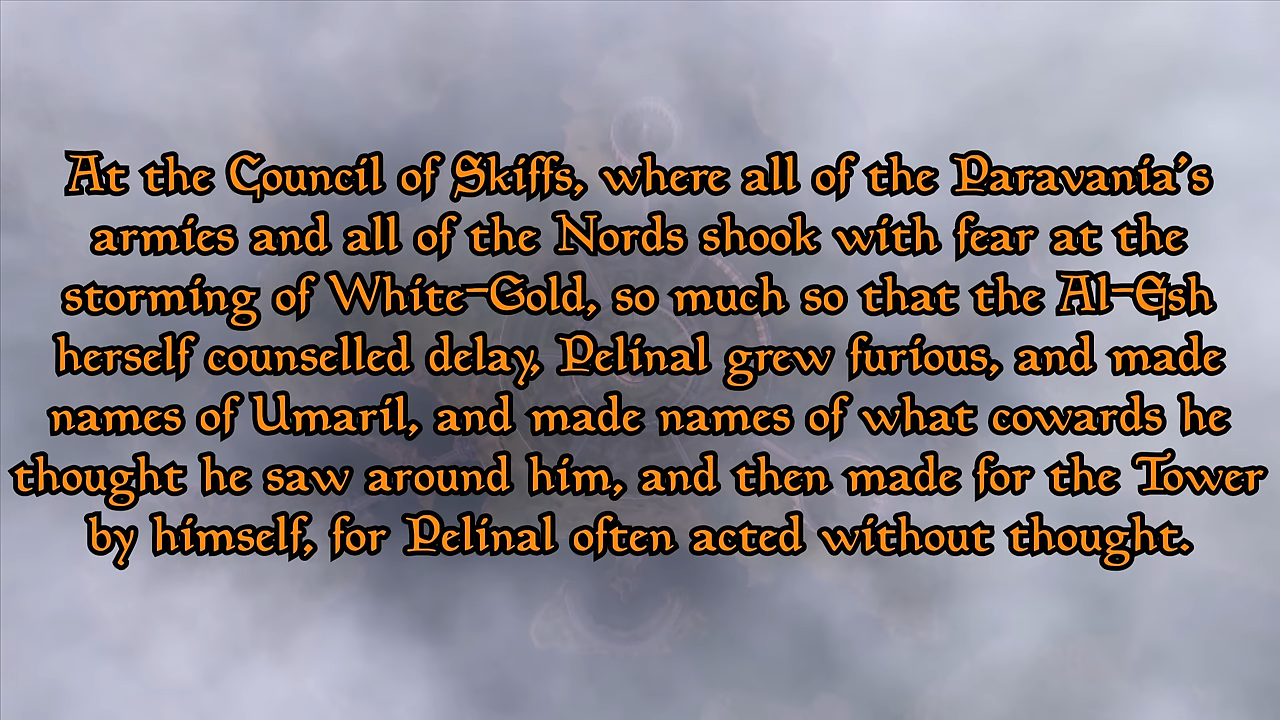 At the Council of Skiffs, where all of the Paravania's
armies and all of the Nords shook with fear at the
storming of White-Gold, so much so that the Al-Esh
herself counselled delay, Pelinal grew furious, and made
names of Umaril, and made names of what cowards he
thought he saw around him, and then made for the Tower
by himself, for Pelinal often acted without thought.